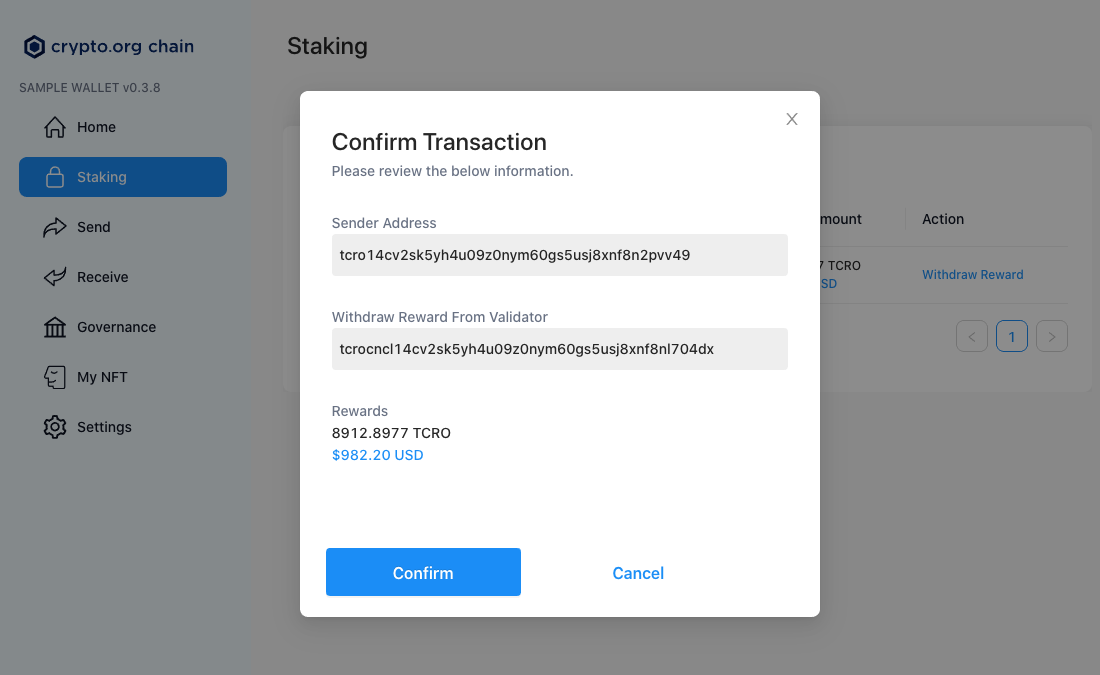 crypto.org chain
SAMPLE WALLET v0.3.8
Home
Staking
Send
Receive
Governance
My NFT
Settings
Staking
Confirm Transaction
Please review the below information.
Sender Address
tcro14cv2sk5yh4u09z0nym60gs5usj8xnf8n2pvv49
Withdraw Reward From Validator
tcrocncl14cv2sk5yh4u09z0nym60gs5usj8xnf8nl704dx
Rewards
8912.8977 TCRO
$982.20 USD
Confirm Cancel
mount Action
7 TCRO
SD
Withdraw Reward
< 1 >